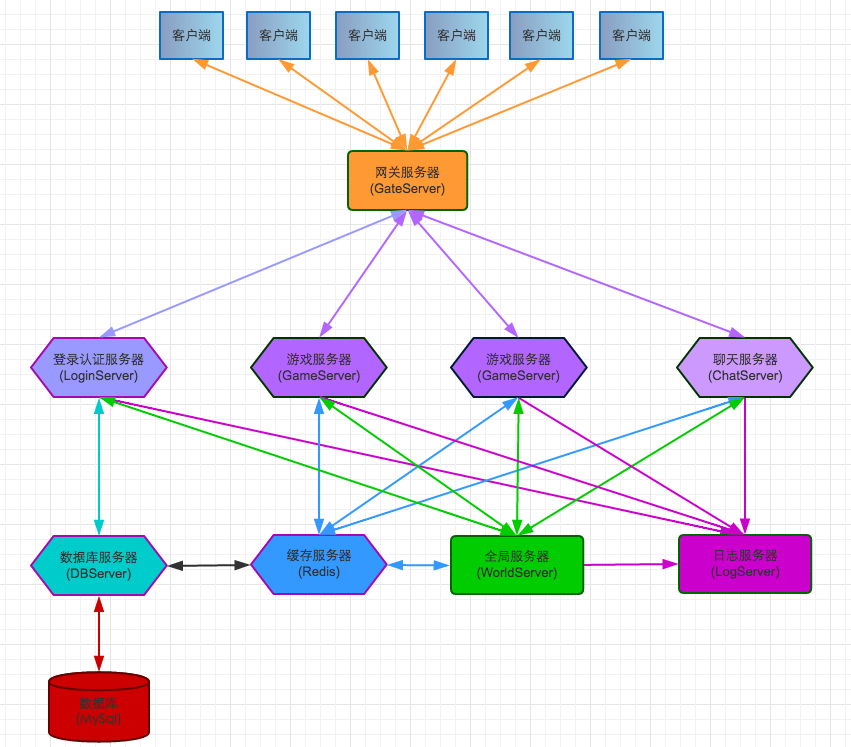 客户端
客户端
客户端
客户端
客户端
客户端
网关服务器
(GateServer)
登录认证服务器
(LoginServer)
游戏服务器
(GameServer)
游戏服务器
(GameServer)
聊天服务器
(ChatServer)
数据库服务器
(DBServer)
缓存服务器
(Redis)
全局服务器
(WorldServer)
日志服务器
(LogServer)
数据库
(MySql)